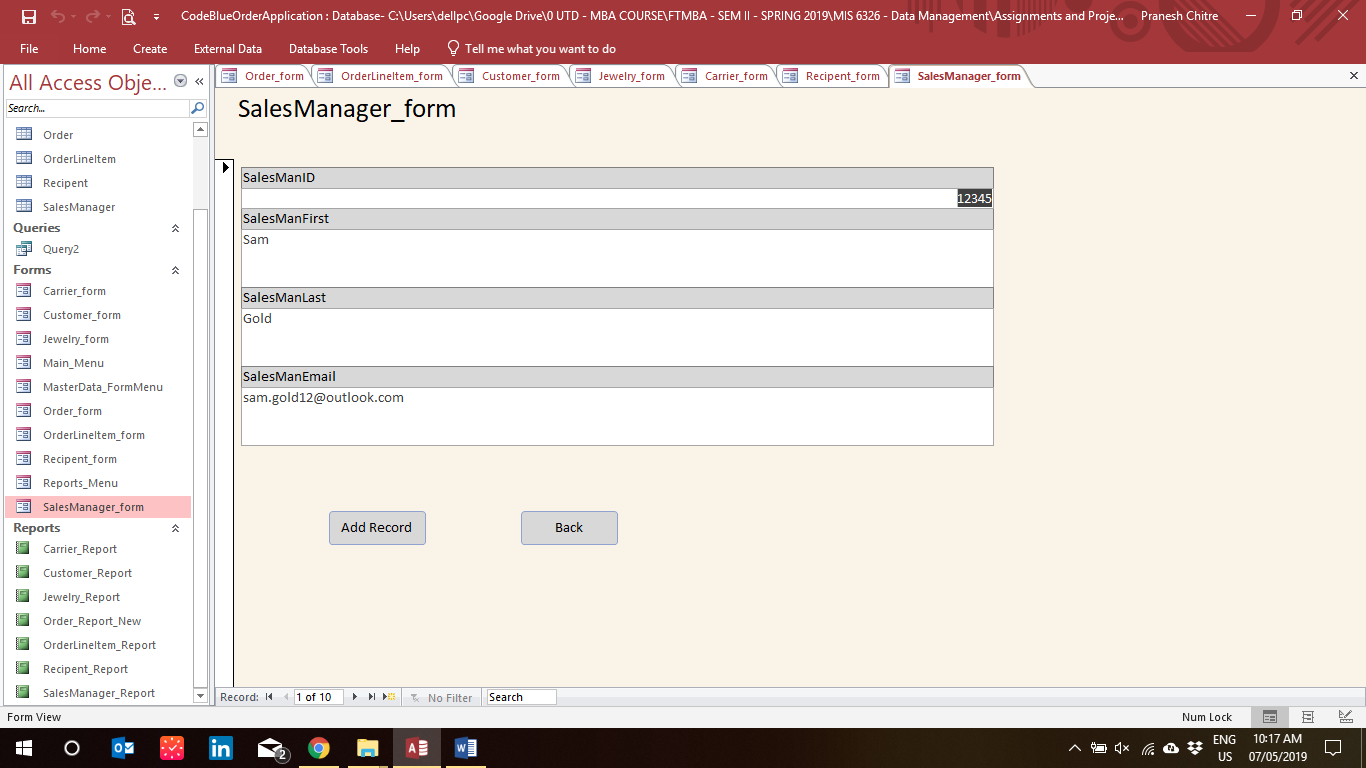 CodeBlueOrderApplication : Database- C:\Users\dellpc\Google Drive\0 UTD - MBA COURSE\FTMBA - SEM II - SPRING 2019\MIS 6326 - Data Management\Assignments and Proje... Pranesh Chitre
File Home Create External Data Database Tools Help Tell me what you want to do
All Access Obje... «
Search...
Order
OrderLineItem
Recipent
SalesManager
Queries
Query2
Forms
Carrier_form
Customer_form
Jewelry_form
Main_Menu
MasterData_FormMenu
Order_form
OrderLineItem_form
Recipent_form
Reports_Menu
SalesManager_form
Reports
Carrier_Report
Customer_Report
Jewelry_Report
Order_Report_New
OrderLineItem_Report
Recipent_Report
SalesManager_Report
Order_form OrderLineItem_form Customer_form Jewelry_form Carrier_form Recipent_form SalesManager_form
SalesManager_form
SalesManID
12345
SalesManFirst
Sam
SalesManLast
Gold
SalesManEmail
sam.gold12@outlook.com
Add Record Back
Record: 1 of 10 No Filter Search
Form View Num Lock
2
ENG
US
10:17 AM
07/05/2019